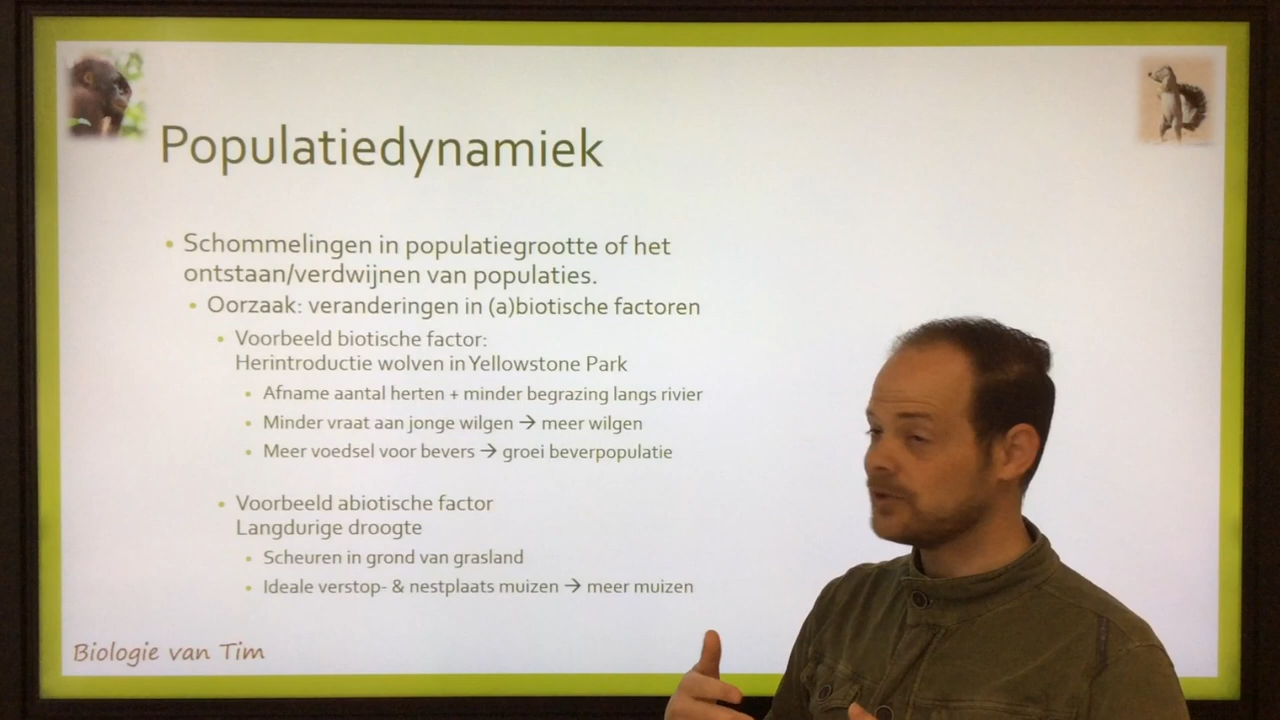 Populatiedynamiek
• Schommelingen in populatiegrootte of het
ontstaan/verdwijnen van populaties.
• Oorzaak: veranderingen in (a)biotische factoren
• Voorbeeld biotische factor:
Herintroductie wolven in Yellowstone Park
• Afname aantal herten + minder begrazing langs rivier
• Minder vraat aan jonge wilgen → meer wilgen
• Meer voedsel voor bevers → groei beverpopulatie
• Voorbeeld abiotische factor
Langdurige droogte
• Scheuren in grond van grasland
• Ideale verstop- & nestplaats muizen → meer muizen
Biologie van Tim